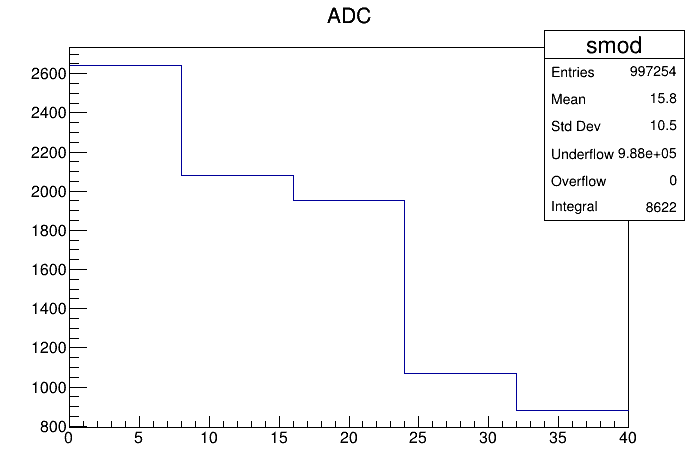 ADC
smod
Entries 997254
Mean 15.8
Std Dev 10.5
Underflow 9.88e+05
Overflow 0
Integral 8622
2600
2400
2200
2000
1800
1600
1400
1200
1000
800
0 5 10 15 20 25 30 35 40